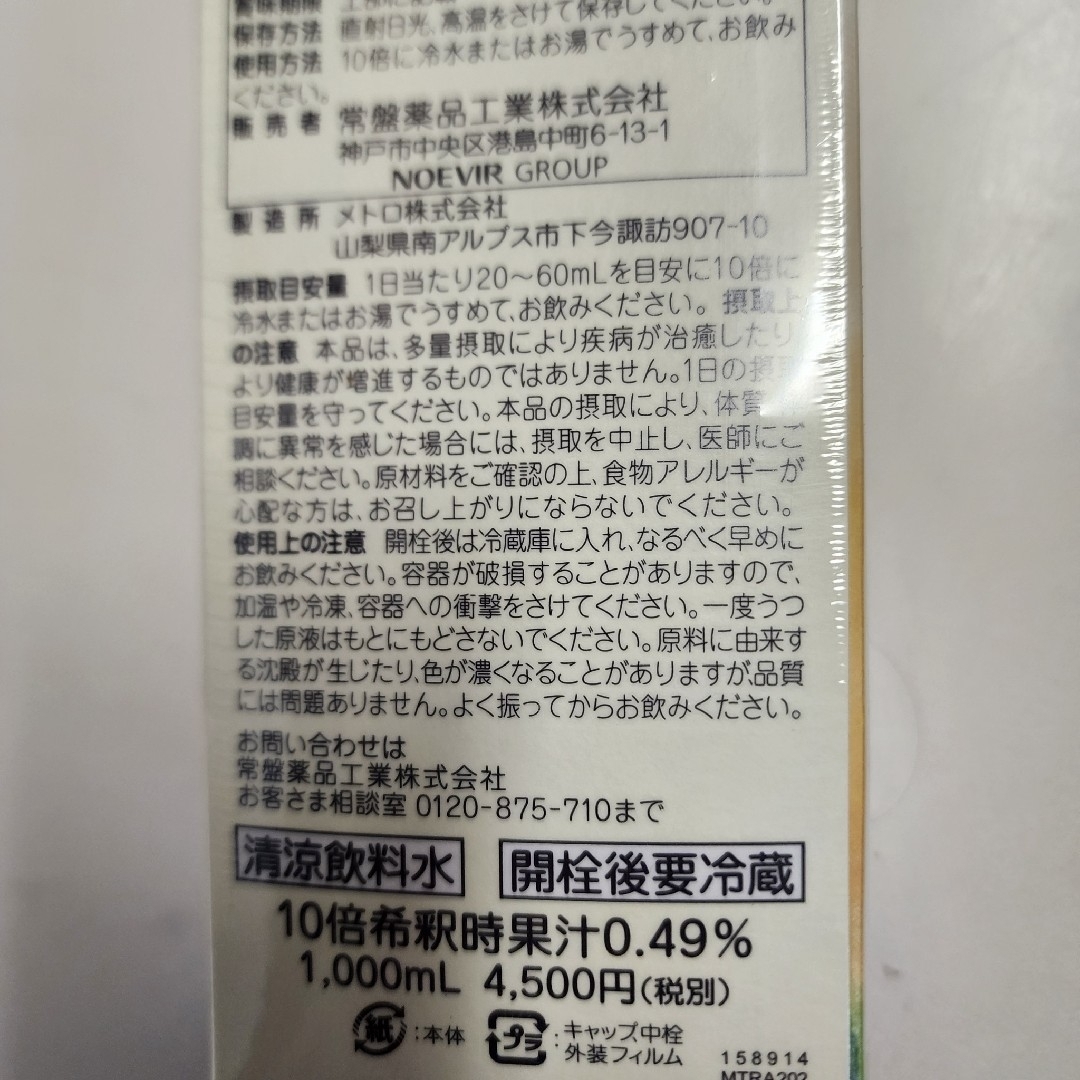 賞味期限 上部に記載
保存方法 直射日光、高温をさけて保存してください。
使用方法 10倍に冷水またはお湯でうすめて、お飲み
ください。
販売者 常盤薬品工業株式会社
神戸市中央区港島中町6-13-1
NOEVIR GROUP
製造所 メトロ株式会社
山梨県南アルプス市下今諏訪907-10
摂取目安量 1日当たり20～60mLを目安に10倍に
冷水またはお湯でうすめて、お飲みください。 摂取上
の注意 本品は、多量摂取により疾病が治癒したり
より健康が増進するものではありません。1日の摂取
目安量を守ってください。本品の摂取により、体質
調に異常を感じた場合には、摂取を中止し、医師にご
相談ください。原材料をご確認の上、食物アレルギーが
心配な方は、お召し上がりにならないでください。
使用上の注意 開栓後は冷蔵庫に入れ、なるべく早めに
お飲みください。容器が破損することがありますので、
加温や冷凍、容器への衝撃をさけてください。一度うつ
した原液はもとにもどさないでください。原料に由来す
る沈殿が生じたり、色が濃くなることがありますが、品質
には問題ありません。よく振ってからお飲みください。
お問い合わせは
常盤薬品工業株式会社
お客さま相談室 0120-875-710まで
清涼飲料水 開栓後要冷蔵
10倍希釈時果汁0.49%
1,000mL 4,500円(税別)
紙 :本体 プラ :キャップ、中栓
外装フィルム
158914
MTRA202